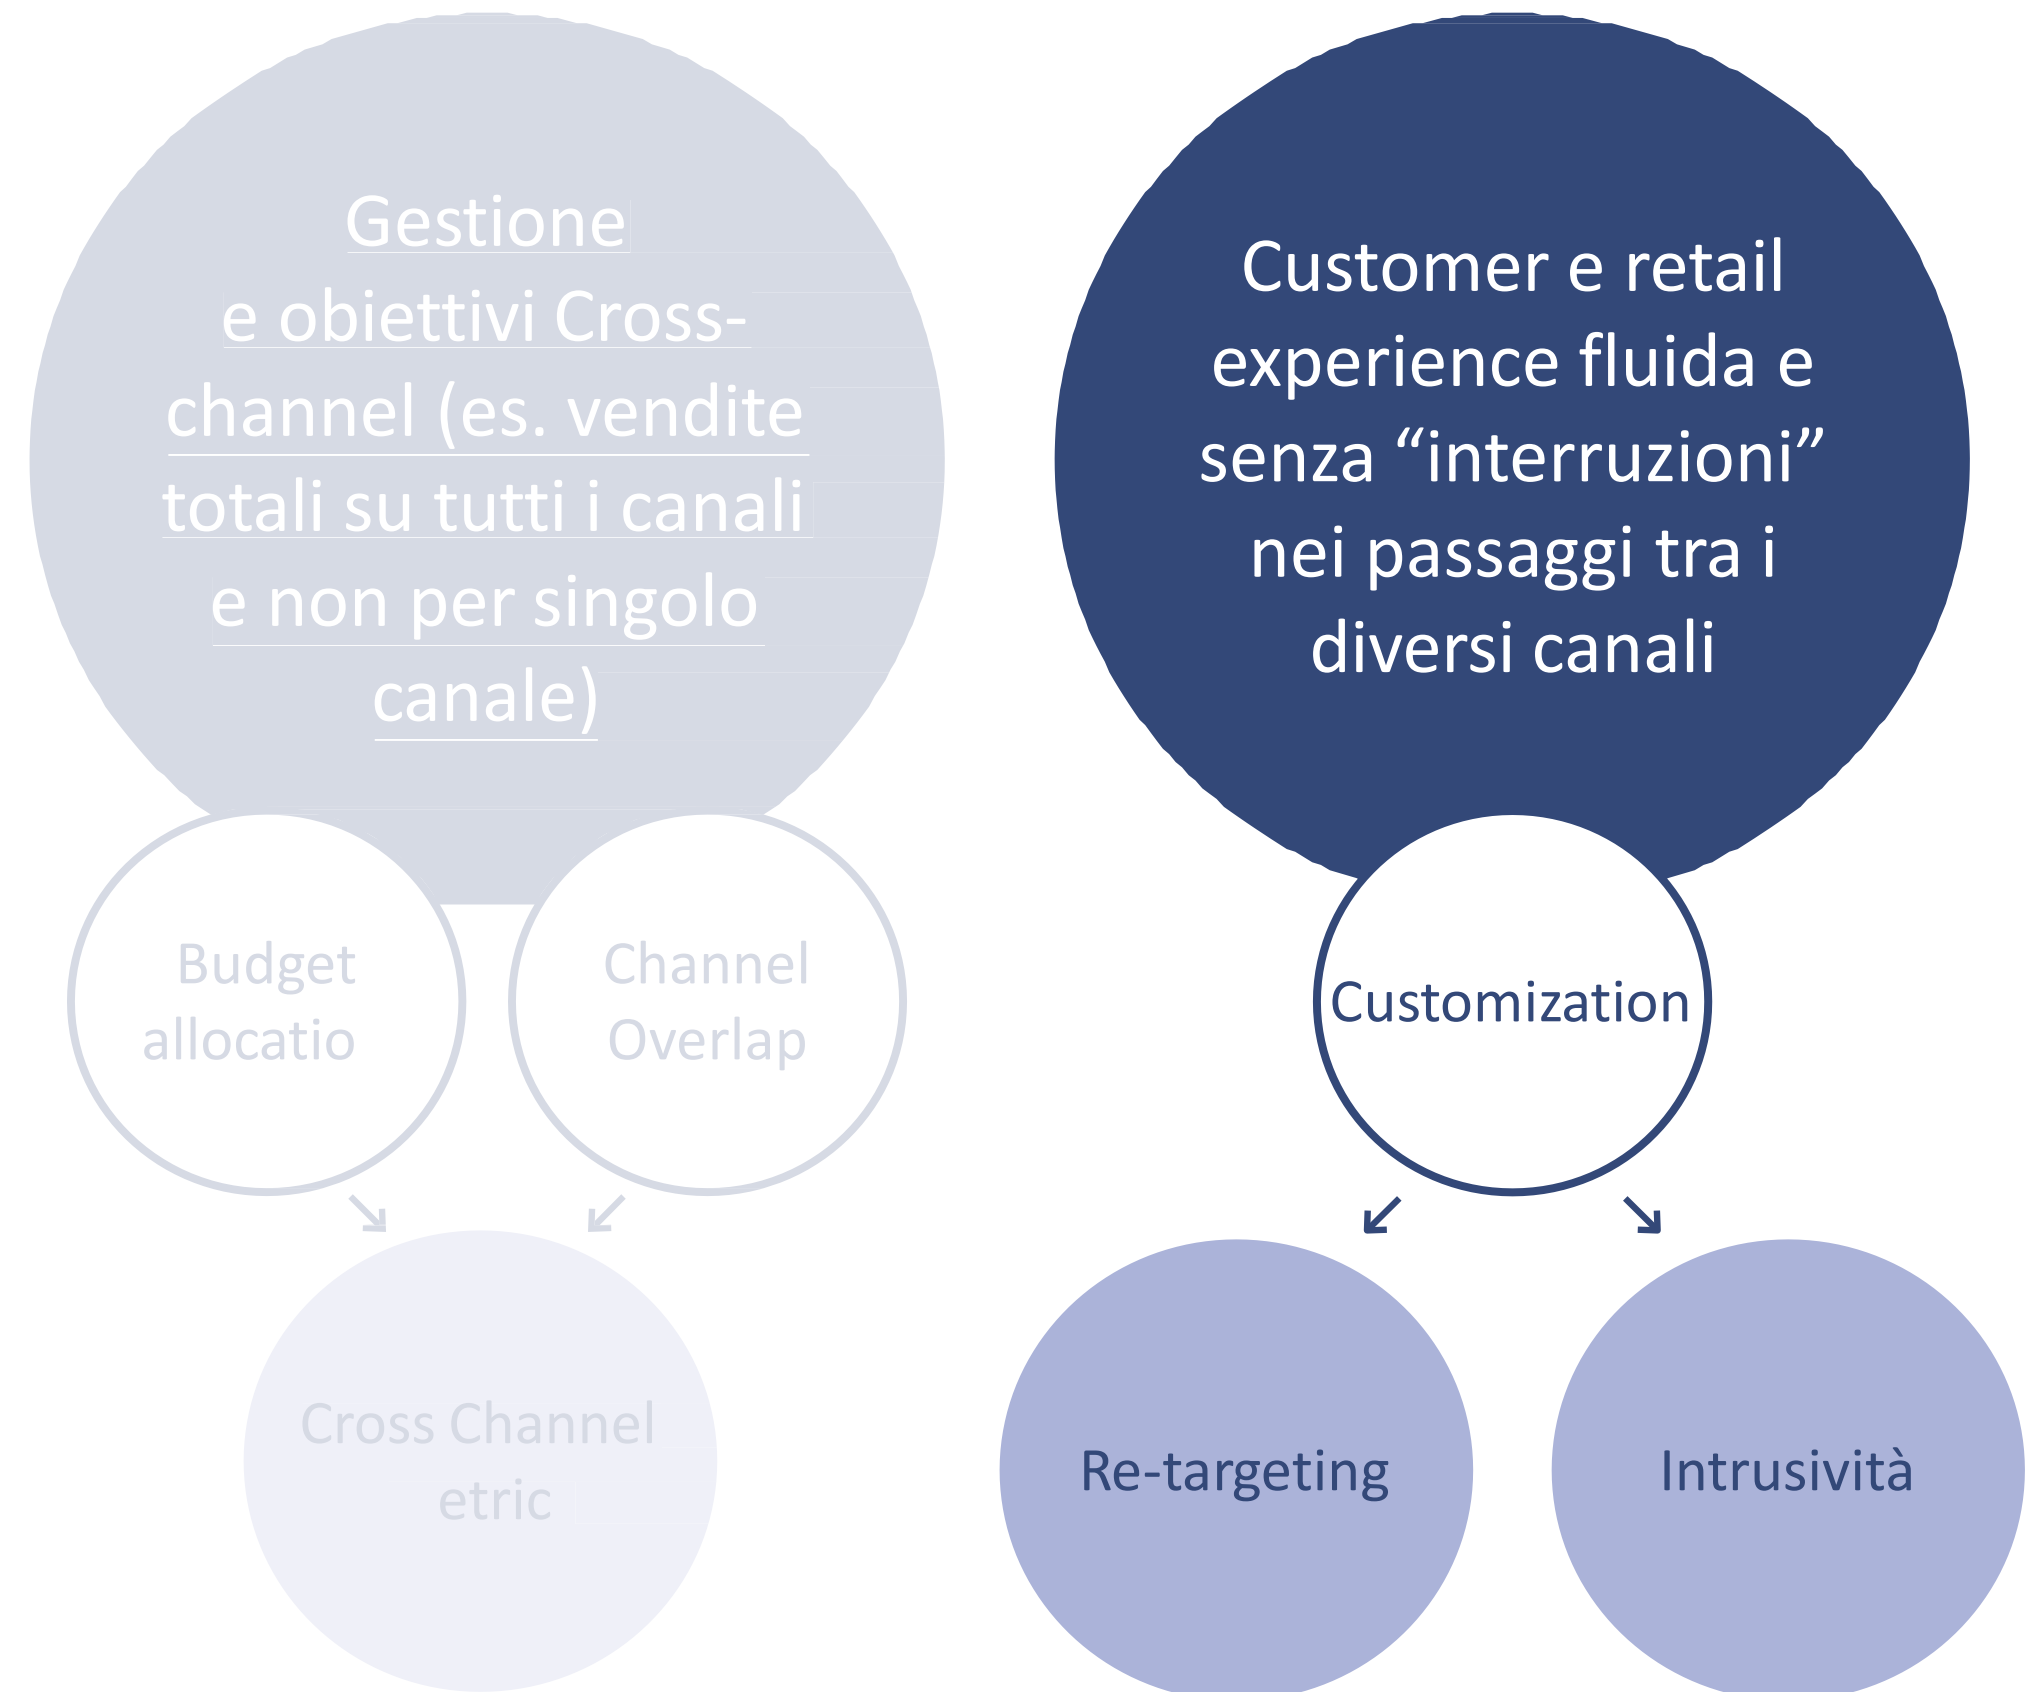 Gestione
e obiettivi Cross-
channel (es. vendite
totali su tutti i canali
e non per singolo
canale)
Budget
allocatio
Channel
Overlap
Cross Channel
etric
Customer e retail
experience fluida e
senza “interruzioni”
nei passaggi tra i
diversi canali
Customization
Re-targeting
Intrusività